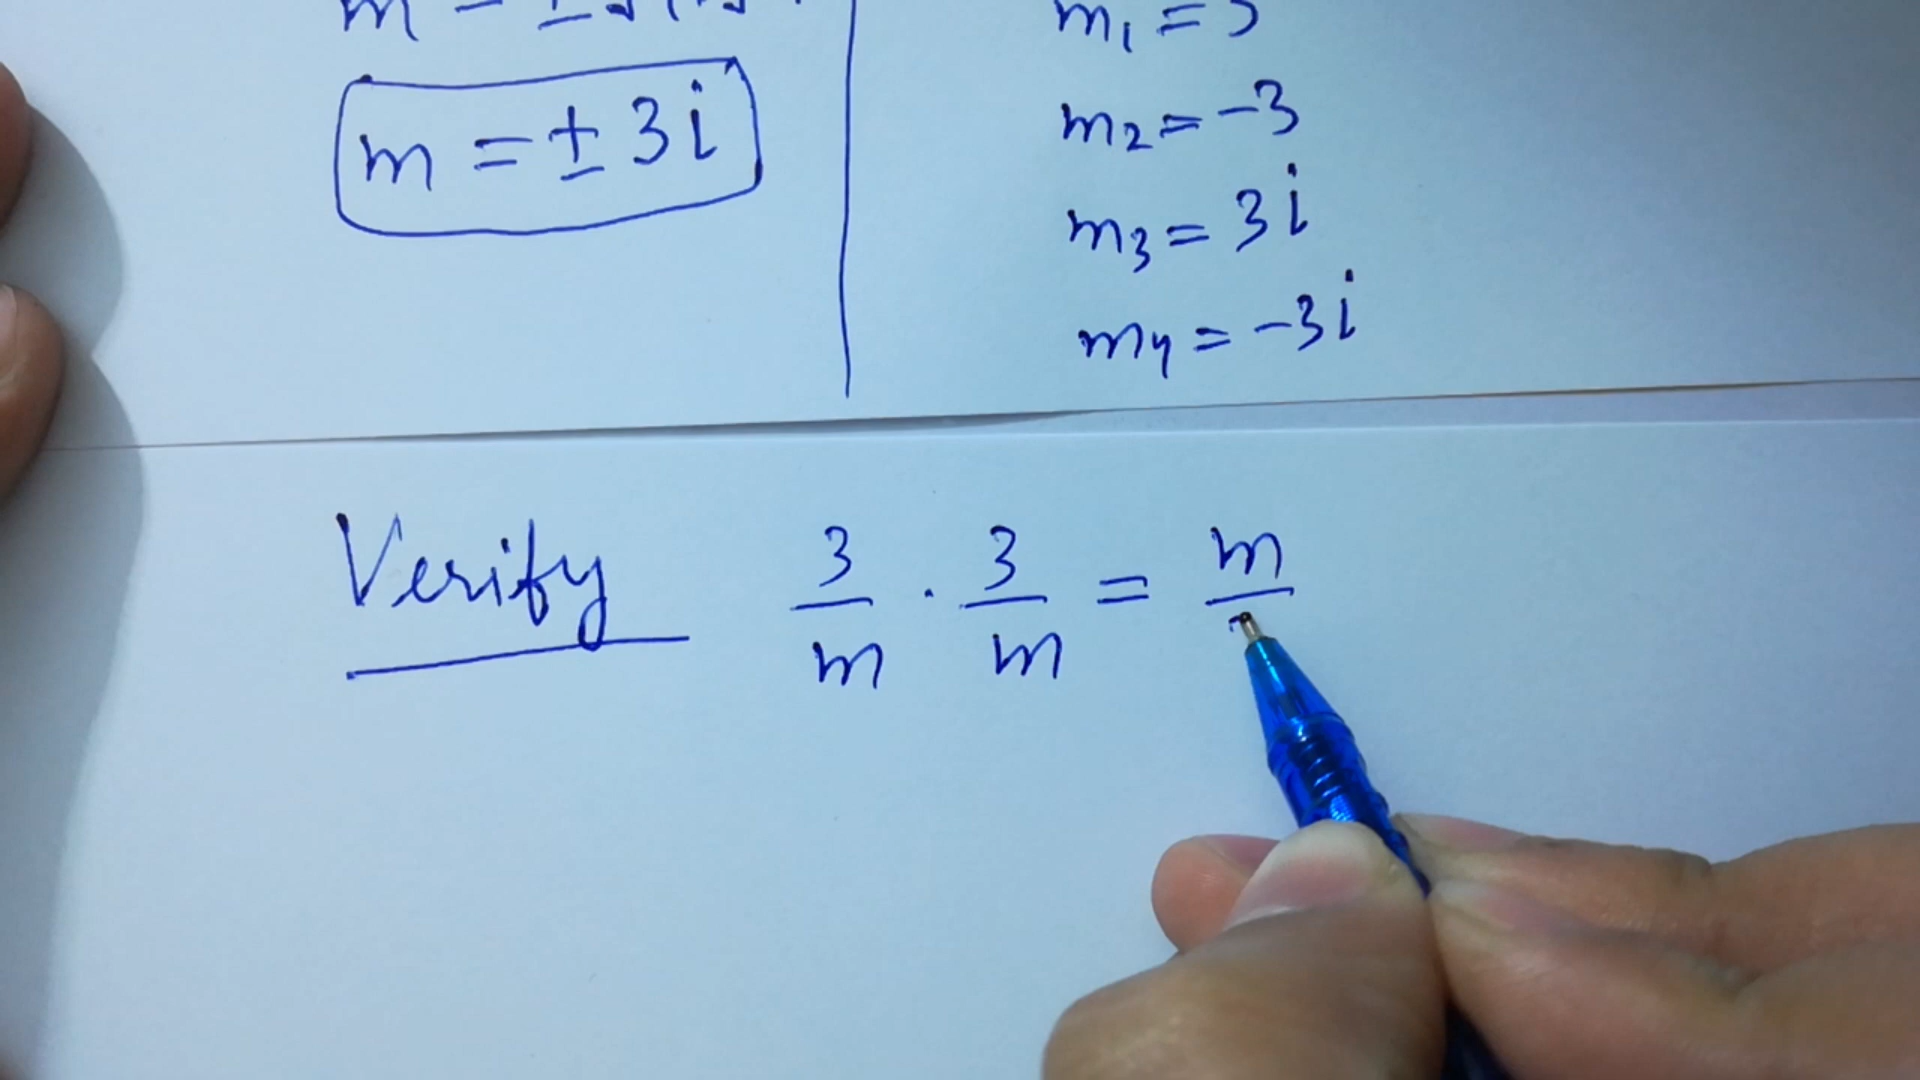 m = ±
m = ± 3i
m₁ = 3
m₂ = -3
m₃ = 3i
m₄ = -3i
Verify 3/m · 3/m = m/